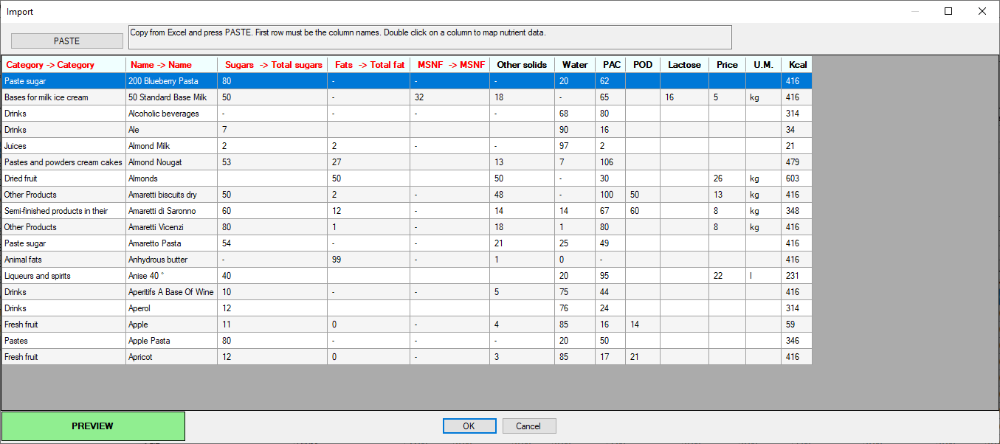 Import
PASTE
Copy from Excel and press PASTE. First row must be the column names. Double click on a column to map nutrient data.
Category -> Category Name -> Name Sugars -> Total sugars Fats -> Total fat MSNF -> MSNF Other solids Water PAC POD Lactose Price U.M. Kcal
Paste sugar 200 Blueberry Pasta 80 - - - 20 62 416
Bases for milk ice cream 50 Standard Base Milk 50 - 32 18 - 65 16 5 kg 416
Drinks Alcoholic beverages - - - - 68 80 314
Drinks Ale 7 90 16 34
Juices Almond Milk 2 2 - - 97 2 21
Pastes and powders cream cakes Almond Nougat 53 27 13 7 106 479
Dried fruit Almonds 50 50 - 30 26 kg 603
Other Products Amaretti biscuits dry 50 2 - 48 - 100 50 13 kg 416
Semi-finished products in their Amaretti di Saronno 60 12 - 14 14 67 60 8 kg 348
Other Products Amaretti Vicenzi 80 1 - 18 1 80 8 kg 416
Paste sugar Amaretto Pasta 54 - - 21 25 49 416
Animal fats Anhydrous butter - 99 - 1 0 - 416
Liqueurs and spirits Anise 40 ° 40 20 95 22 l 231
Drinks Aperitifs A Base Of Wine 10 - - 5 75 44 416
Drinks Aperol 12 76 24 314
Fresh fruit Apple 11 0 - 4 85 16 14 59
Pastes Apple Pasta 80 - - - 20 50 346
Fresh fruit Apricot 12 0 - 3 85 17 21 416
PREVIEW
OK
Cancel